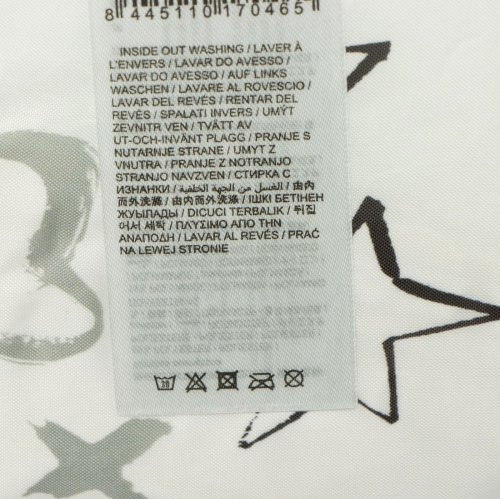 8 445110 170465
INSIDE OUT WASHING / LAVER À
L'ENVERS / LAVAR DO AVESSO /
LAVAR DO AVESSO / AUF LINKS
WASCHEN / LAVARE AL ROVESCIO /
LAVAR DEL REVÉS / RENTAR DEL
REVÉS / SPALATI INVERS / UMÝT
ZEVNITR VEN / TVÄTT AV
UT-OCH-INVÄNT PLAGG / PRANJE S
NUTARNJE STRANE / UMYT Z
VNUTRA / PRANJE Z NOTRANJO
STRANJO NAVZVEN / СТИРКА С
ИЗНАНКИ / الغسل من الجهة الخلفية / 由内
而外洗滌 / 由内而外洗涤 / ІШКІ БЕТІНЕН
ЖУЫЛАДЫ / DICUCI TERBALIK / 뒤집
어서 세탁 / ΠΛΥΣΙΜΟ ΑΠΟ ΤΗΝ
ΑΝΑΠΟΔΗ / LAVAR AL REVÉS / PRAĆ
NA LEWEJ STRONIE
30